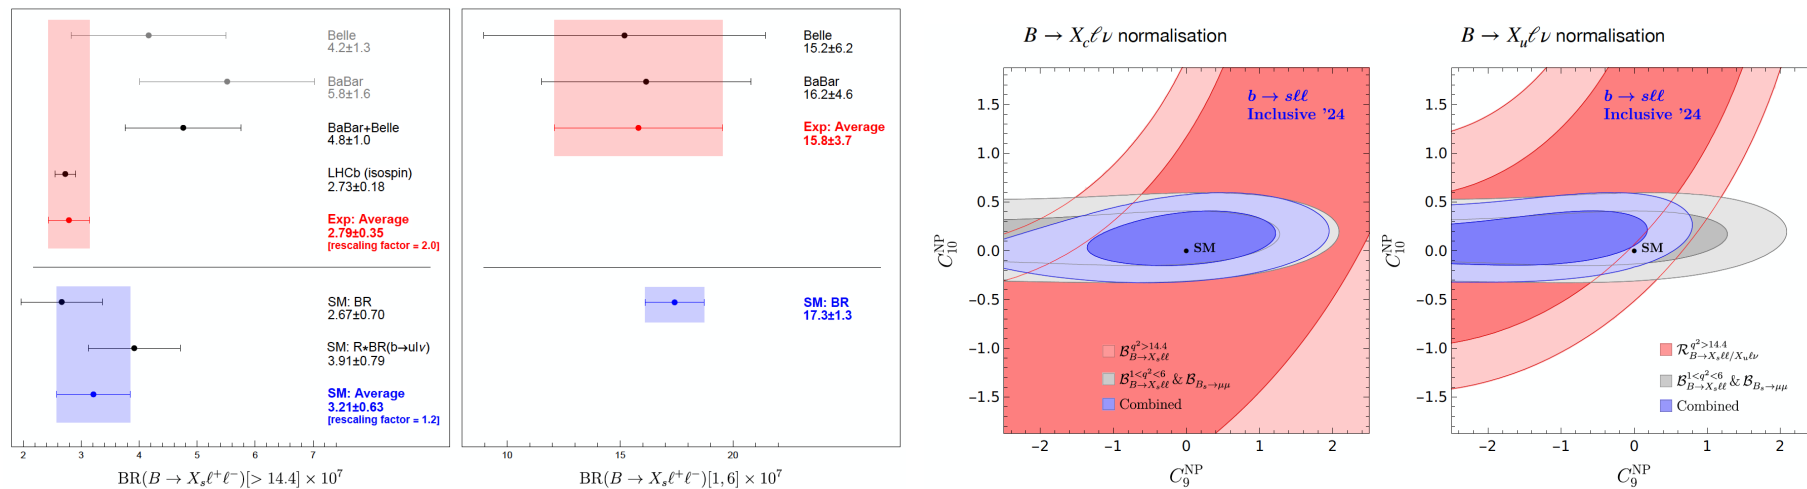 Belle
4.2±1.3
BaBar
5.8±1.6
BaBar+Belle
4.8±1.0
LHCb (isospin)
2.73±0.18
Exp: Average
2.79±0.35
[rescaling factor = 2.0]
SM: BR
2.67±0.70
SM: R*BR(b→ulν)
3.91±0.79
SM: Average
3.21±0.63
[rescaling factor = 1.2]
2 3 4 5 6 7
BR(B → X_s ℓ⁺ℓ⁻)[> 14.4] × 10⁷
Belle
15.2±6.2
BaBar
16.2±4.6
Exp: Average
15.8±3.7
SM: BR
17.3±1.3
10 15 20
BR(B → X_s ℓ⁺ℓ⁻)[1, 6] × 10⁷
B → X_c ℓ ν normalisation
b → sℓℓ
Inclusive '24
1.5
1.0
0.5
0.0
−0.5
−1.0
−1.5
C_10^NP
SM
B_{B→X_sℓℓ}^{q²>14.4}
B_{B→X_sℓℓ}^{1<q²<6} & B_{B_s→μμ}
Combined
−2 −1 0 1 2
C_9^NP
B → X_u ℓ ν normalisation
b → sℓℓ
Inclusive '24
1.5
1.0
0.5
0.0
−0.5
−1.0
−1.5
C_10^NP
SM
R_{B→X_sℓℓ/X_uℓν}^{q²>14.4}
B_{B→X_sℓℓ}^{1<q²<6} & B_{B_s→μμ}
Combined
−2 −1 0 1 2
C_9^NP